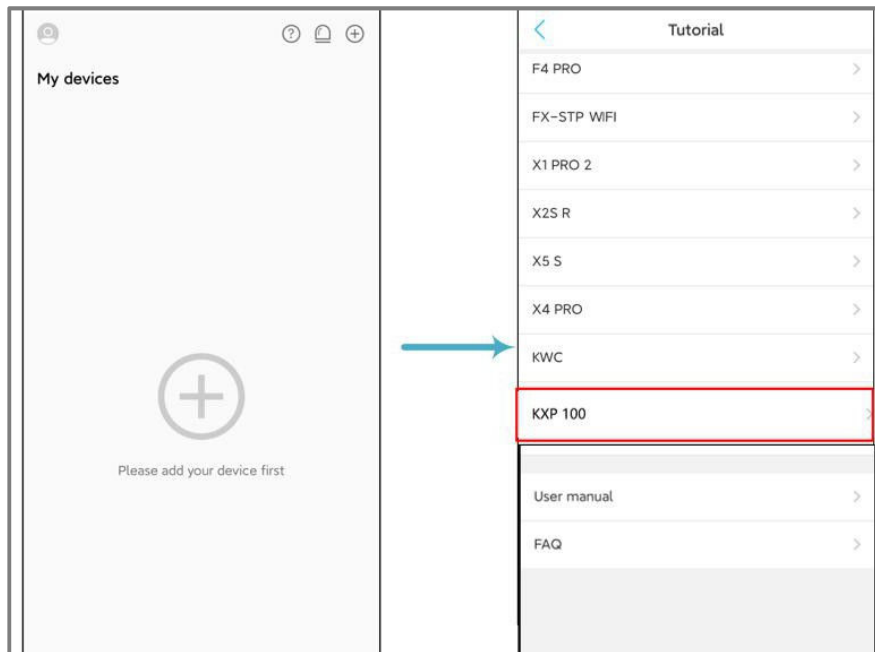 My devices
Please add your device first
Tutorial
F4 PRO
FX-STP WIFI
X1 PRO 2
X2S R
X5 S
X4 PRO
KWC
KXP 100
User manual
FAQ